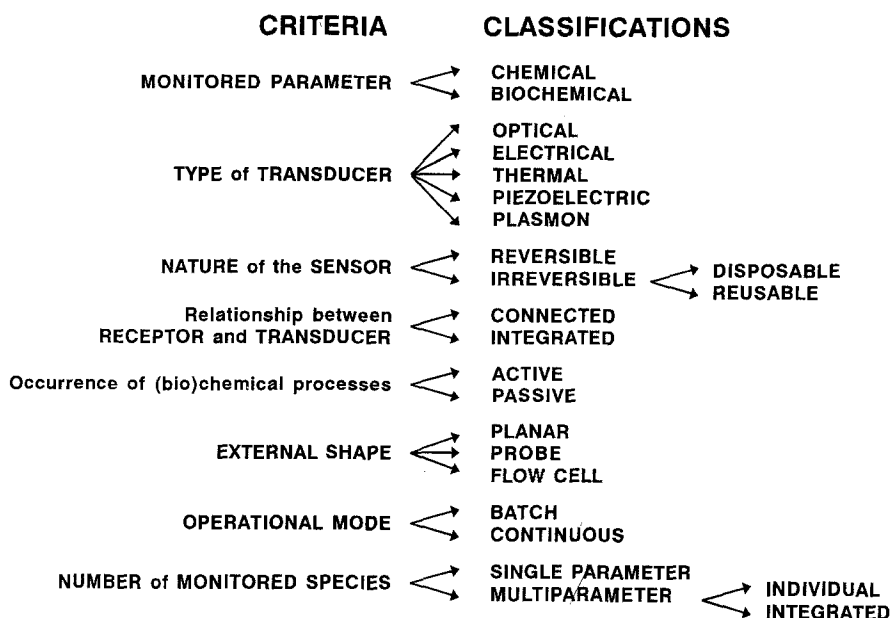 CRITERIA CLASSIFICATIONS
MONITORED PARAMETER
CHEMICAL
BIOCHEMICAL
TYPE of TRANSDUCER
OPTICAL
ELECTRICAL
THERMAL
PIEZOELECTRIC
PLASMON
NATURE of the SENSOR
REVERSIBLE
IRREVERSIBLE
DISPOSABLE
REUSABLE
Relationship between
RECEPTOR and TRANSDUCER
CONNECTED
INTEGRATED
Occurrence of (bio)chemical processes
ACTIVE
PASSIVE
EXTERNAL SHAPE
PLANAR
PROBE
FLOW CELL
OPERATIONAL MODE
BATCH
CONTINUOUS
NUMBER of MONITORED SPECIES
SINGLE PARAMETER
MULTIPARAMETER
INDIVIDUAL
INTEGRATED